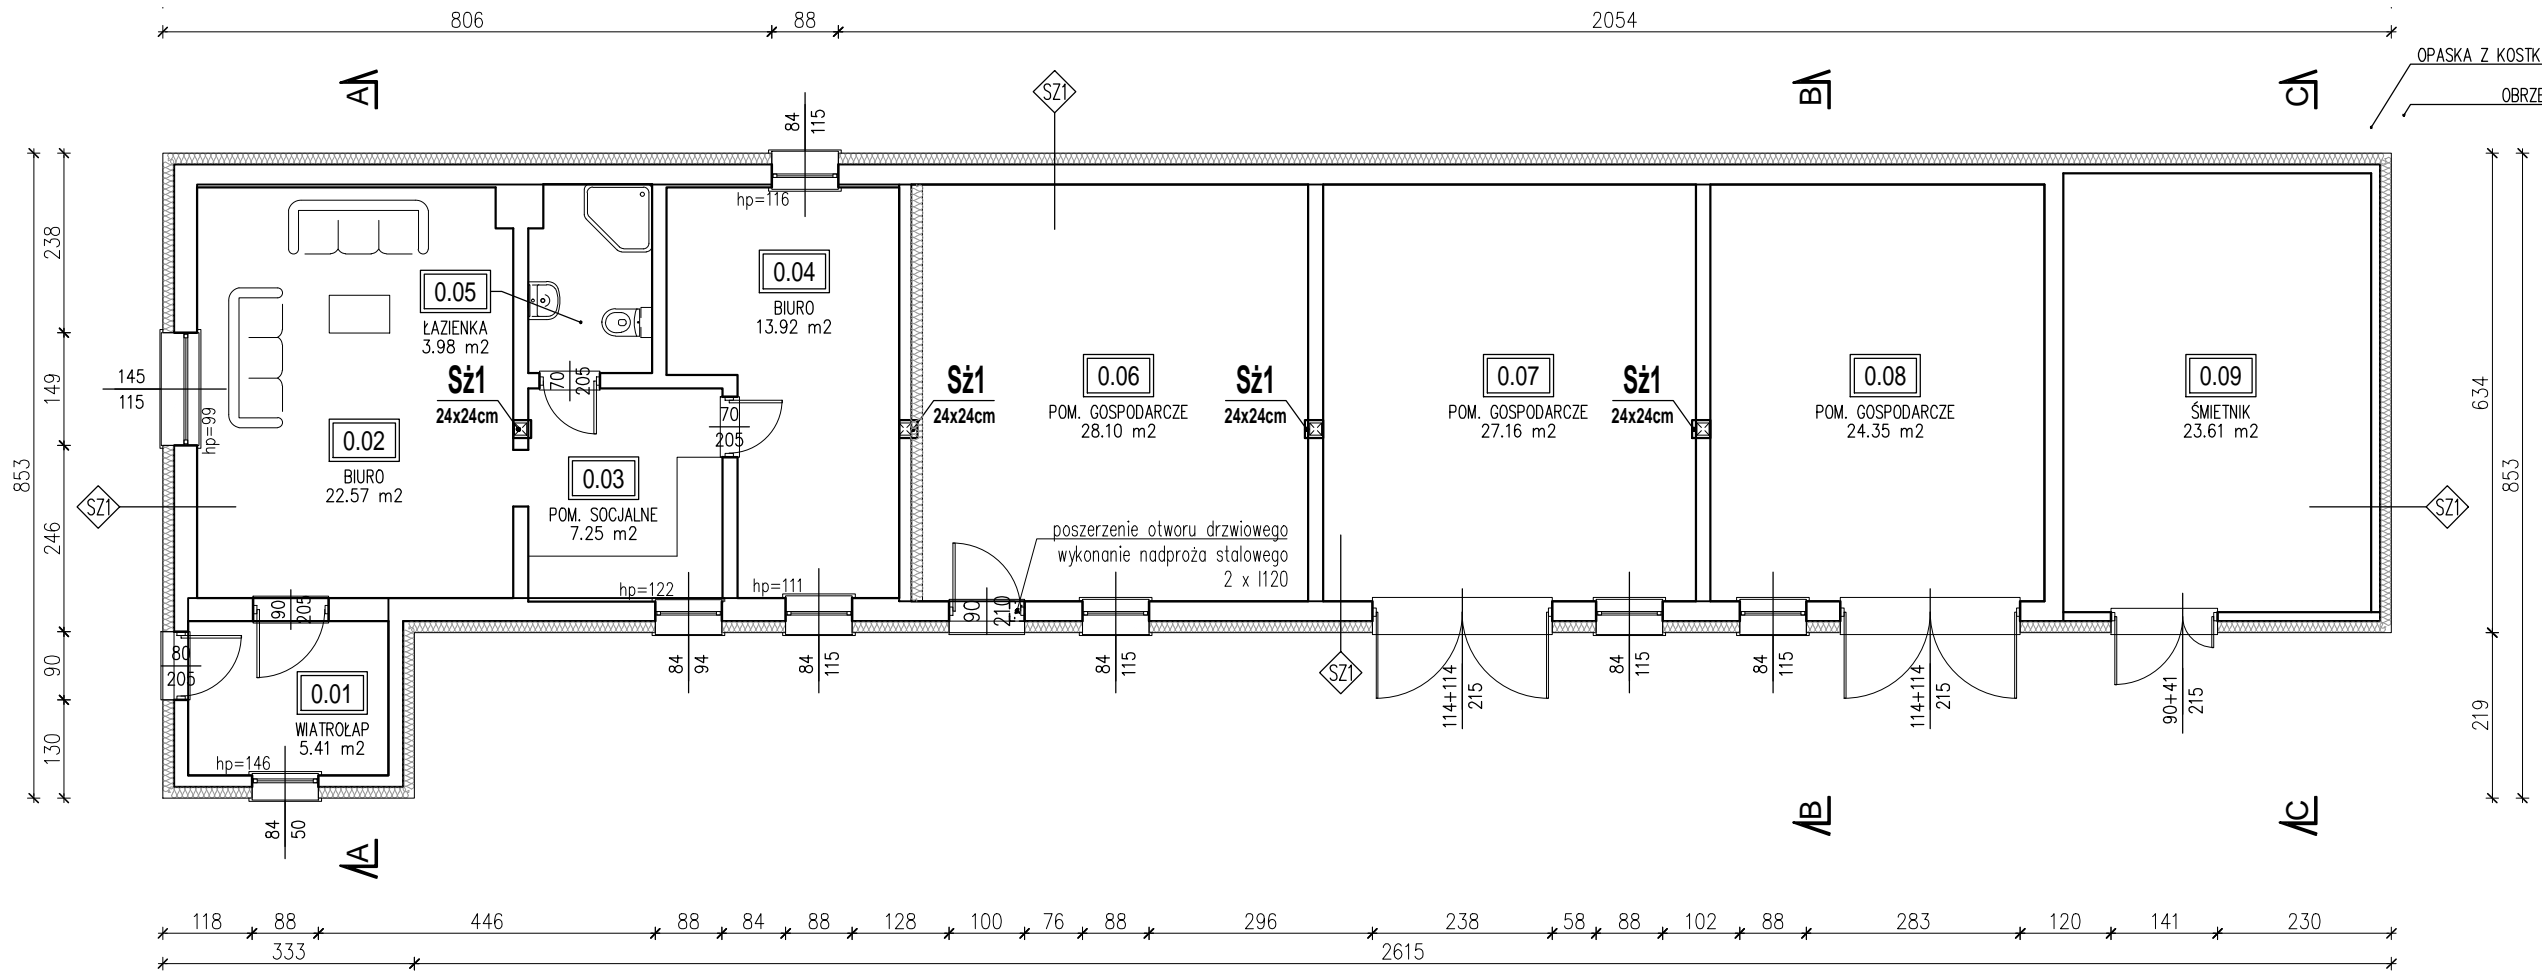 806 88 2054
OPASKA Z KOSTK
OBRZE
A B C
SZ1
84 115
hp=116
853
238
149
246
90
130
145 115
hp=99
SZ1
0.05
ŁAZIENKA
3.98 m2
0.04
BIURO
13.92 m2
Sż1
24x24cm
70 205
70 205
0.02
BIURO
22.57 m2
0.03
POM. SOCJALNE
7.25 m2
Sż1
24x24cm
0.06
POM. GOSPODARCZE
28.10 m2
Sż1
24x24cm
0.07
POM. GOSPODARCZE
27.16 m2
Sż1
24x24cm
0.08
POM. GOSPODARCZE
24.35 m2
0.09
ŚMIETNIK
23.61 m2
SZ1
634
219
853
poszerzenie otworu drzwiowego
wykonanie nadproża stalowego
2 x I120
hp=122
hp=111
90 205
90 210
80
205
0.01
WIATROŁAP
5.41 m2
hp=146
84 50
84 94
84 115
84 115
SZ1
114+114 215
84 115
84 115
114+114 215
90+41 215
A B C
118 88 446 88 84 88 128 100 76 88 296 238 58 88 102 88 283 120 141 230
333 2615